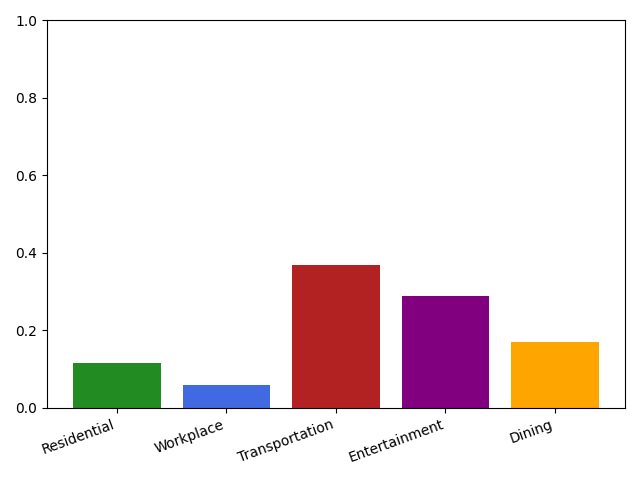 1.0
0.8
0.6
0.4
0.2
0.0
Residential
Workplace
Transportation
Entertainment
Dining